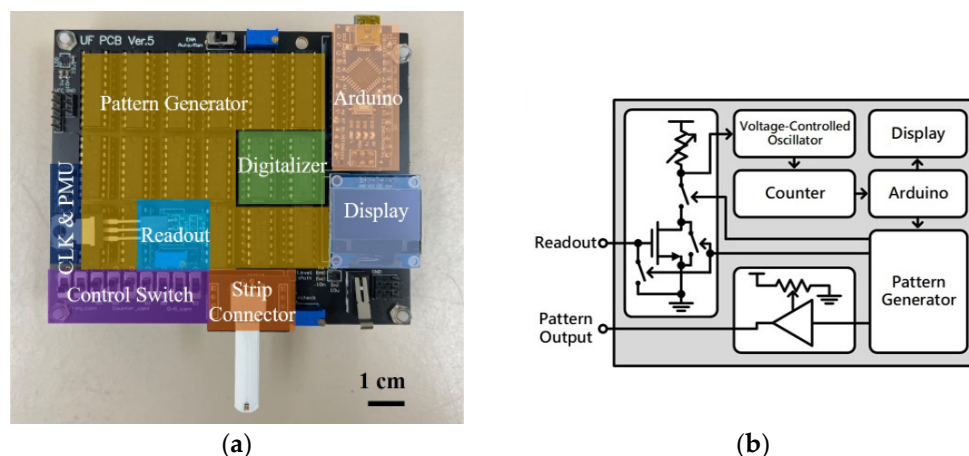 UF PCB Ver.5
Pattern Generator
Arduino
Digitalizer
CLK & PMU
Readout
Display
Control Switch
Strip
Connector
1 cm
(a)
Voltage-Controlled
Oscillator
Display
Counter
Arduino
Readout
Pattern
Generator
Pattern
Output
(b)